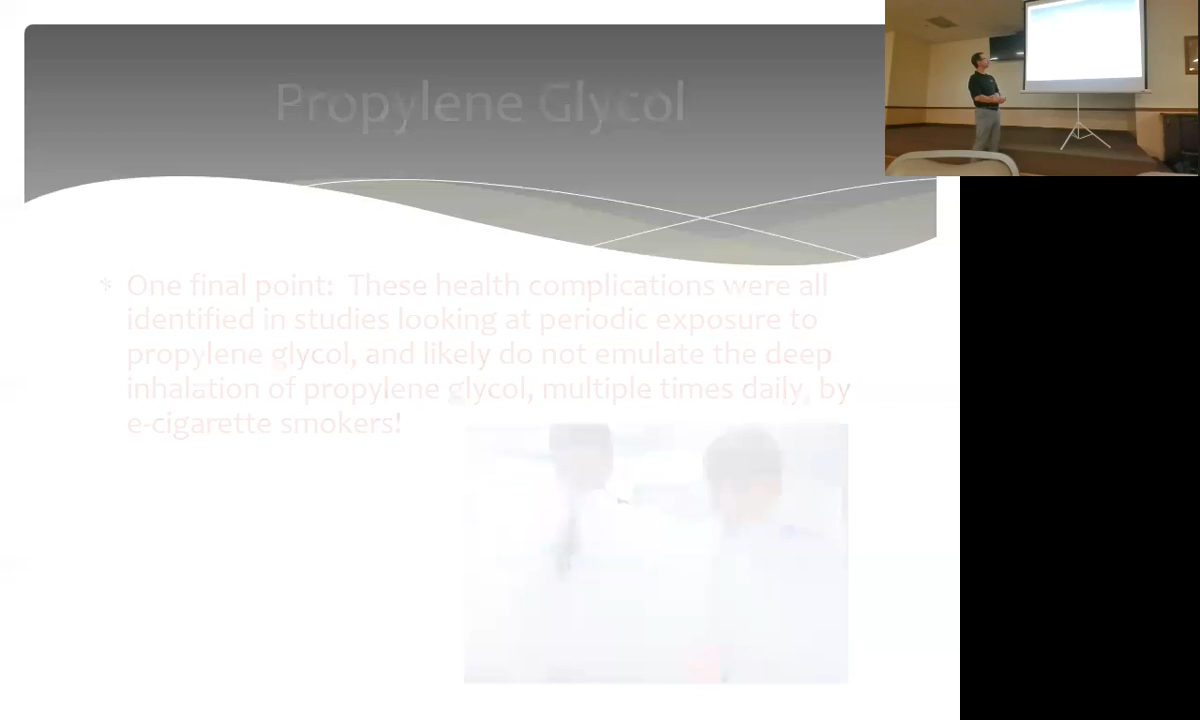 Propylene Glycol
* One final point: These health complications were all
identified in studies looking at periodic exposure to
propylene glycol, and likely do not emulate the deep
inhalation of propylene glycol, multiple times daily, by
e-cigarette smokers!